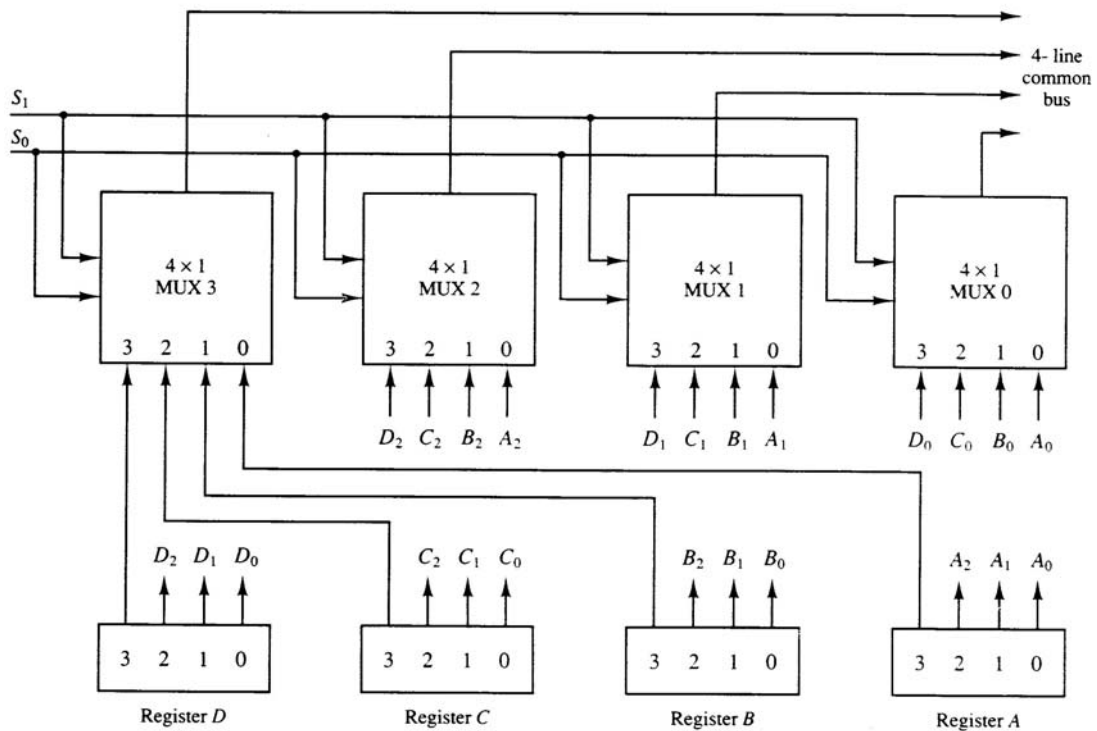 4- line
common
bus
S₁
S₀
4 × 1
MUX 3
3 2 1 0
4 × 1
MUX 2
3 2 1 0
4 × 1
MUX 1
3 2 1 0
4 × 1
MUX 0
3 2 1 0
D₂ C₂ B₂ A₂
D₁ C₁ B₁ A₁
D₀ C₀ B₀ A₀
D₂ D₁ D₀
C₂ C₁ C₀
B₂ B₁ B₀
A₂ A₁ A₀
3 2 1 0
3 2 1 0
3 2 1 0
3 2 1 0
Register D
Register C
Register B
Register A